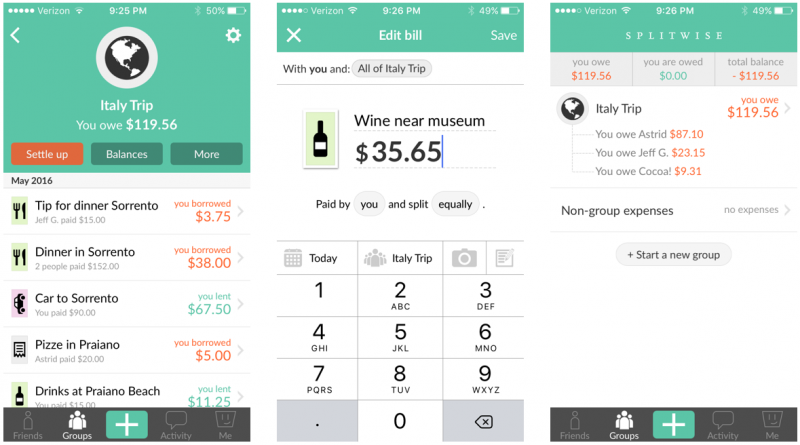 Verizon 9:25 PM 50%
Italy Trip
You owe $119.56
Settle up Balances More
May 2016
Tip for dinner Sorrento
Jeff G. paid $15.00
you borrowed
$3.75
Dinner in Sorrento
2 people paid $152.00
you borrowed
$38.00
Car to Sorrento
You paid $90.00
you lent
$67.50
Pizze in Praiano
Astrid paid $20.00
you borrowed
$5.00
Drinks at Praiano Beach
You paid $15.00
you lent
$11.25
Friends Groups + Activity Me
Verizon 9:26 PM 49%
Edit bill Save
With you and: All of Italy Trip
Wine near museum
$35.65
Paid by you and split equally .
Today Italy Trip
1 2 3
ABC DEF
4 5 6
GHI JKL MNO
7 8 9
PQRS TUV WXYZ
. 0
Verizon 9:26 PM 49%
SPLITWISE
you owe you are owed total balance
$119.56 $0.00 - $119.56
Italy Trip
you owe
$119.56
You owe Astrid $87.10
You owe Jeff G. $23.15
You owe Cocoa! $9.31
Non-group expenses no expenses
+ Start a new group
Friends Groups + Activity Me